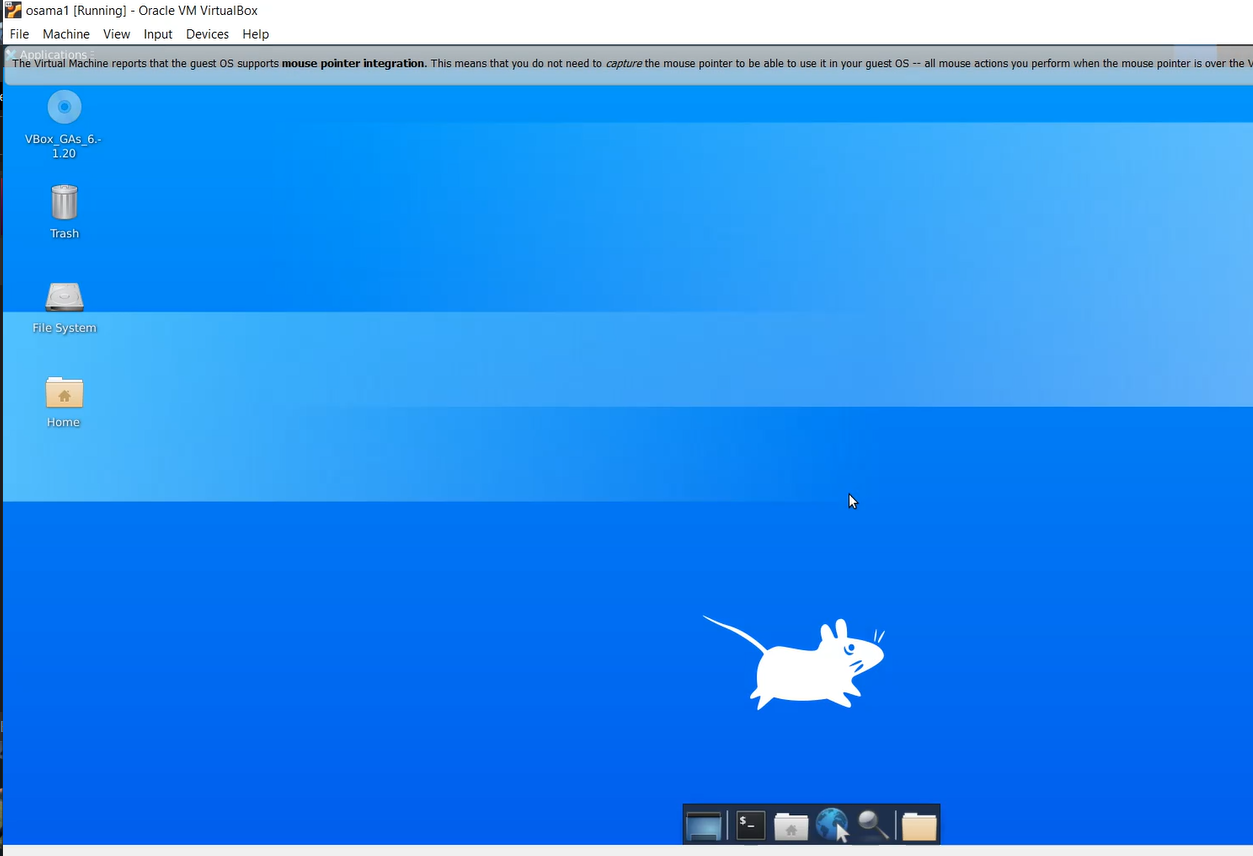 osama1 [Running] - Oracle VM VirtualBox
File Machine View Input Devices Help
Applications
The Virtual Machine reports that the guest OS supports mouse pointer integration. This means that you do not need to capture the mouse pointer to be able to use it in your guest OS -- all mouse actions you perform when the mouse pointer is over the V
VBox_GAs_6.-
1.20
Trash
File System
Home
$_